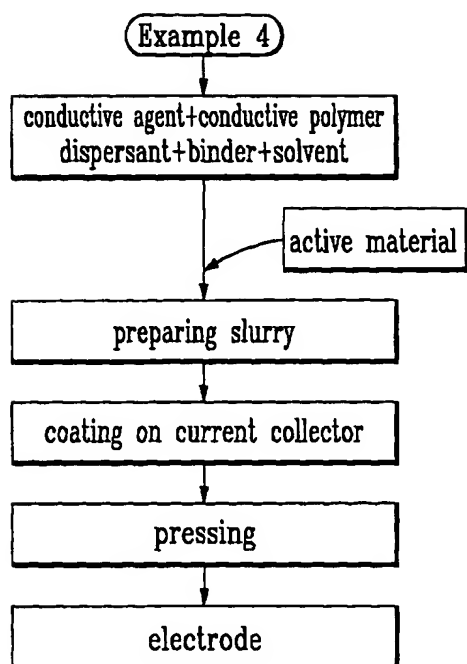 Example 4
conductive agent+conductive polymer
dispersant+binder+solvent
active material
preparing slurry
coating on current collector
pressing
electrode